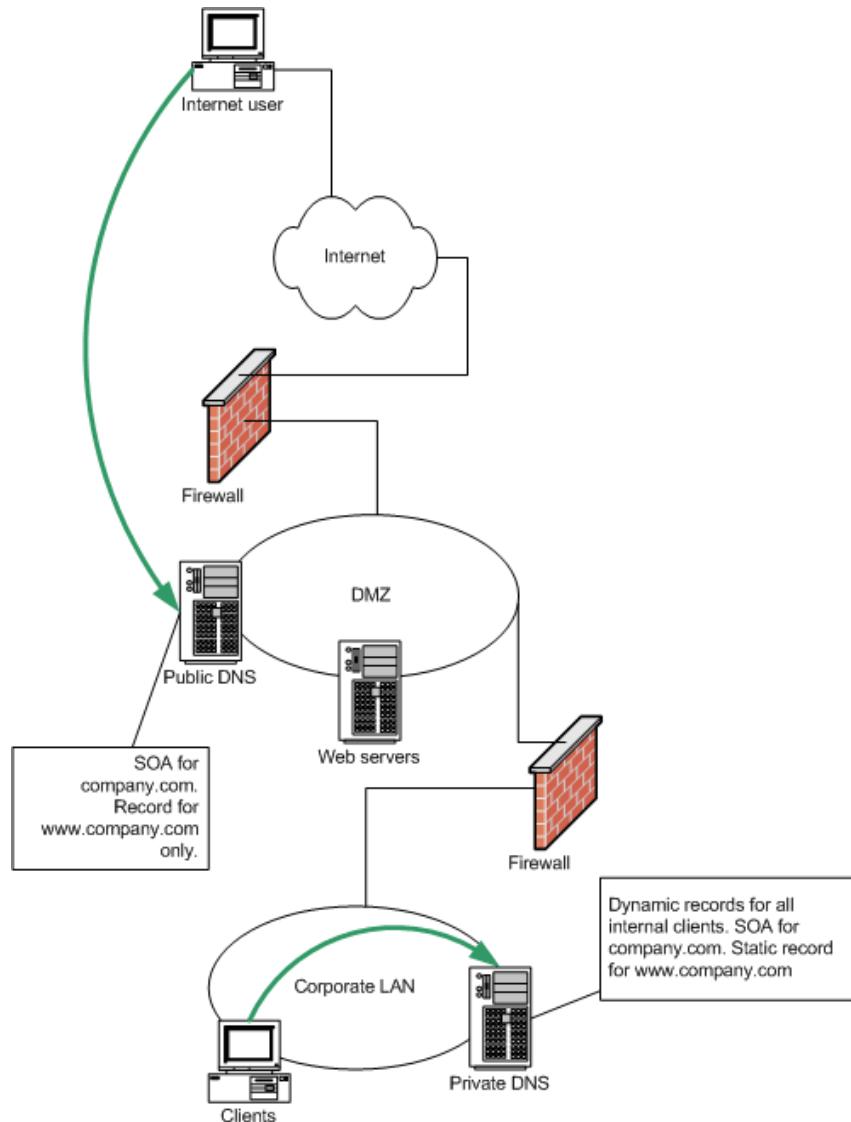 Internet user
Internet
Firewall
DMZ
Public DNS
Web servers
SOA for
company.com.
Record for
www.company.com
only.
Firewall
Dynamic records for all
internal clients. SOA for
company.com. Static record
for www.company.com
Corporate LAN
Private DNS
Clients